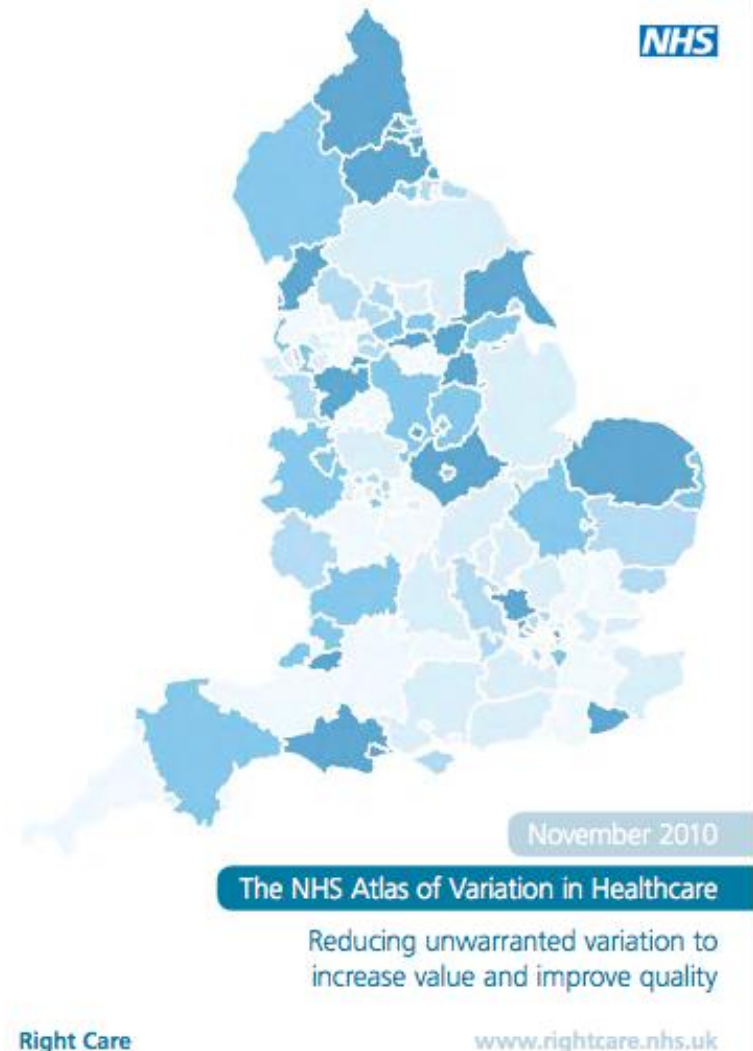 NHS
November 2010
The NHS Atlas of Variation in Healthcare
Reducing unwarranted variation to
increase value and improve quality
Right Care
www.rightcare.nhs.uk